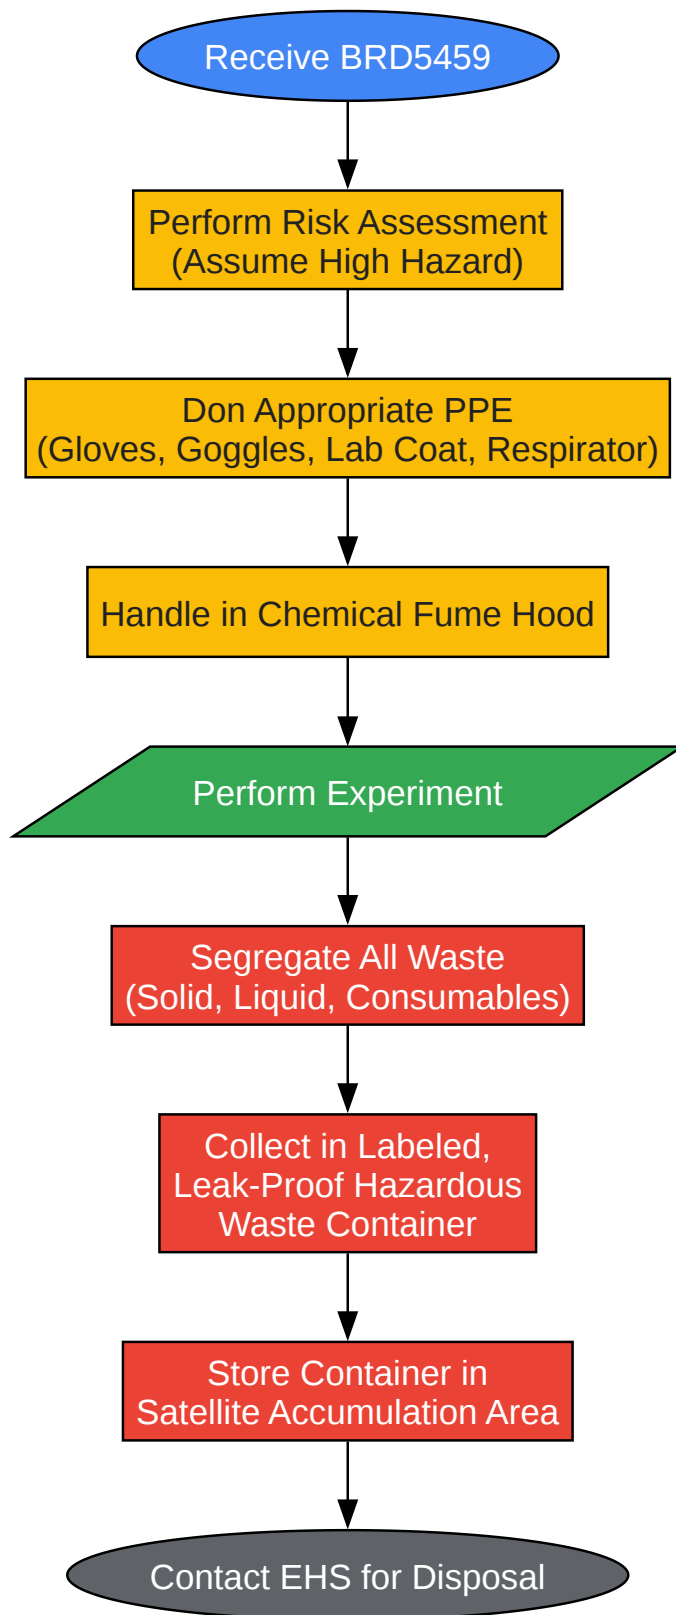 Receive BRD5459
Perform Risk Assessment
(Assume High Hazard)
Don Appropriate PPE
(Gloves, Goggles, Lab Coat, Respirator)
Handle in Chemical Fume Hood
Perform Experiment
Segregate All Waste
(Solid, Liquid, Consumables)
Collect in Labeled,
Leak-Proof Hazardous
Waste Container
Store Container in
Satellite Accumulation Area
Contact EHS for Disposal